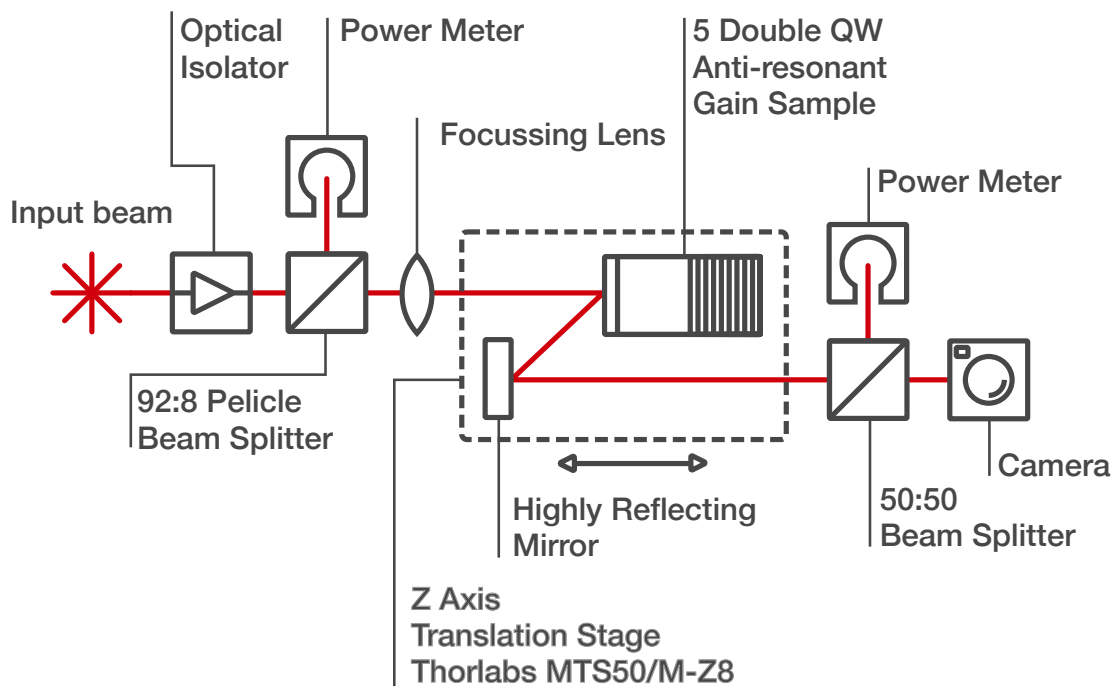 Optical
Isolator
Power Meter
5 Double QW
Anti-resonant
Gain Sample
Focussing Lens
Power Meter
Input beam
92:8 Pelicle
Beam Splitter
Camera
50:50
Beam Splitter
Highly Reflecting
Mirror
Z Axis
Translation Stage
Thorlabs MTS50/M-Z8